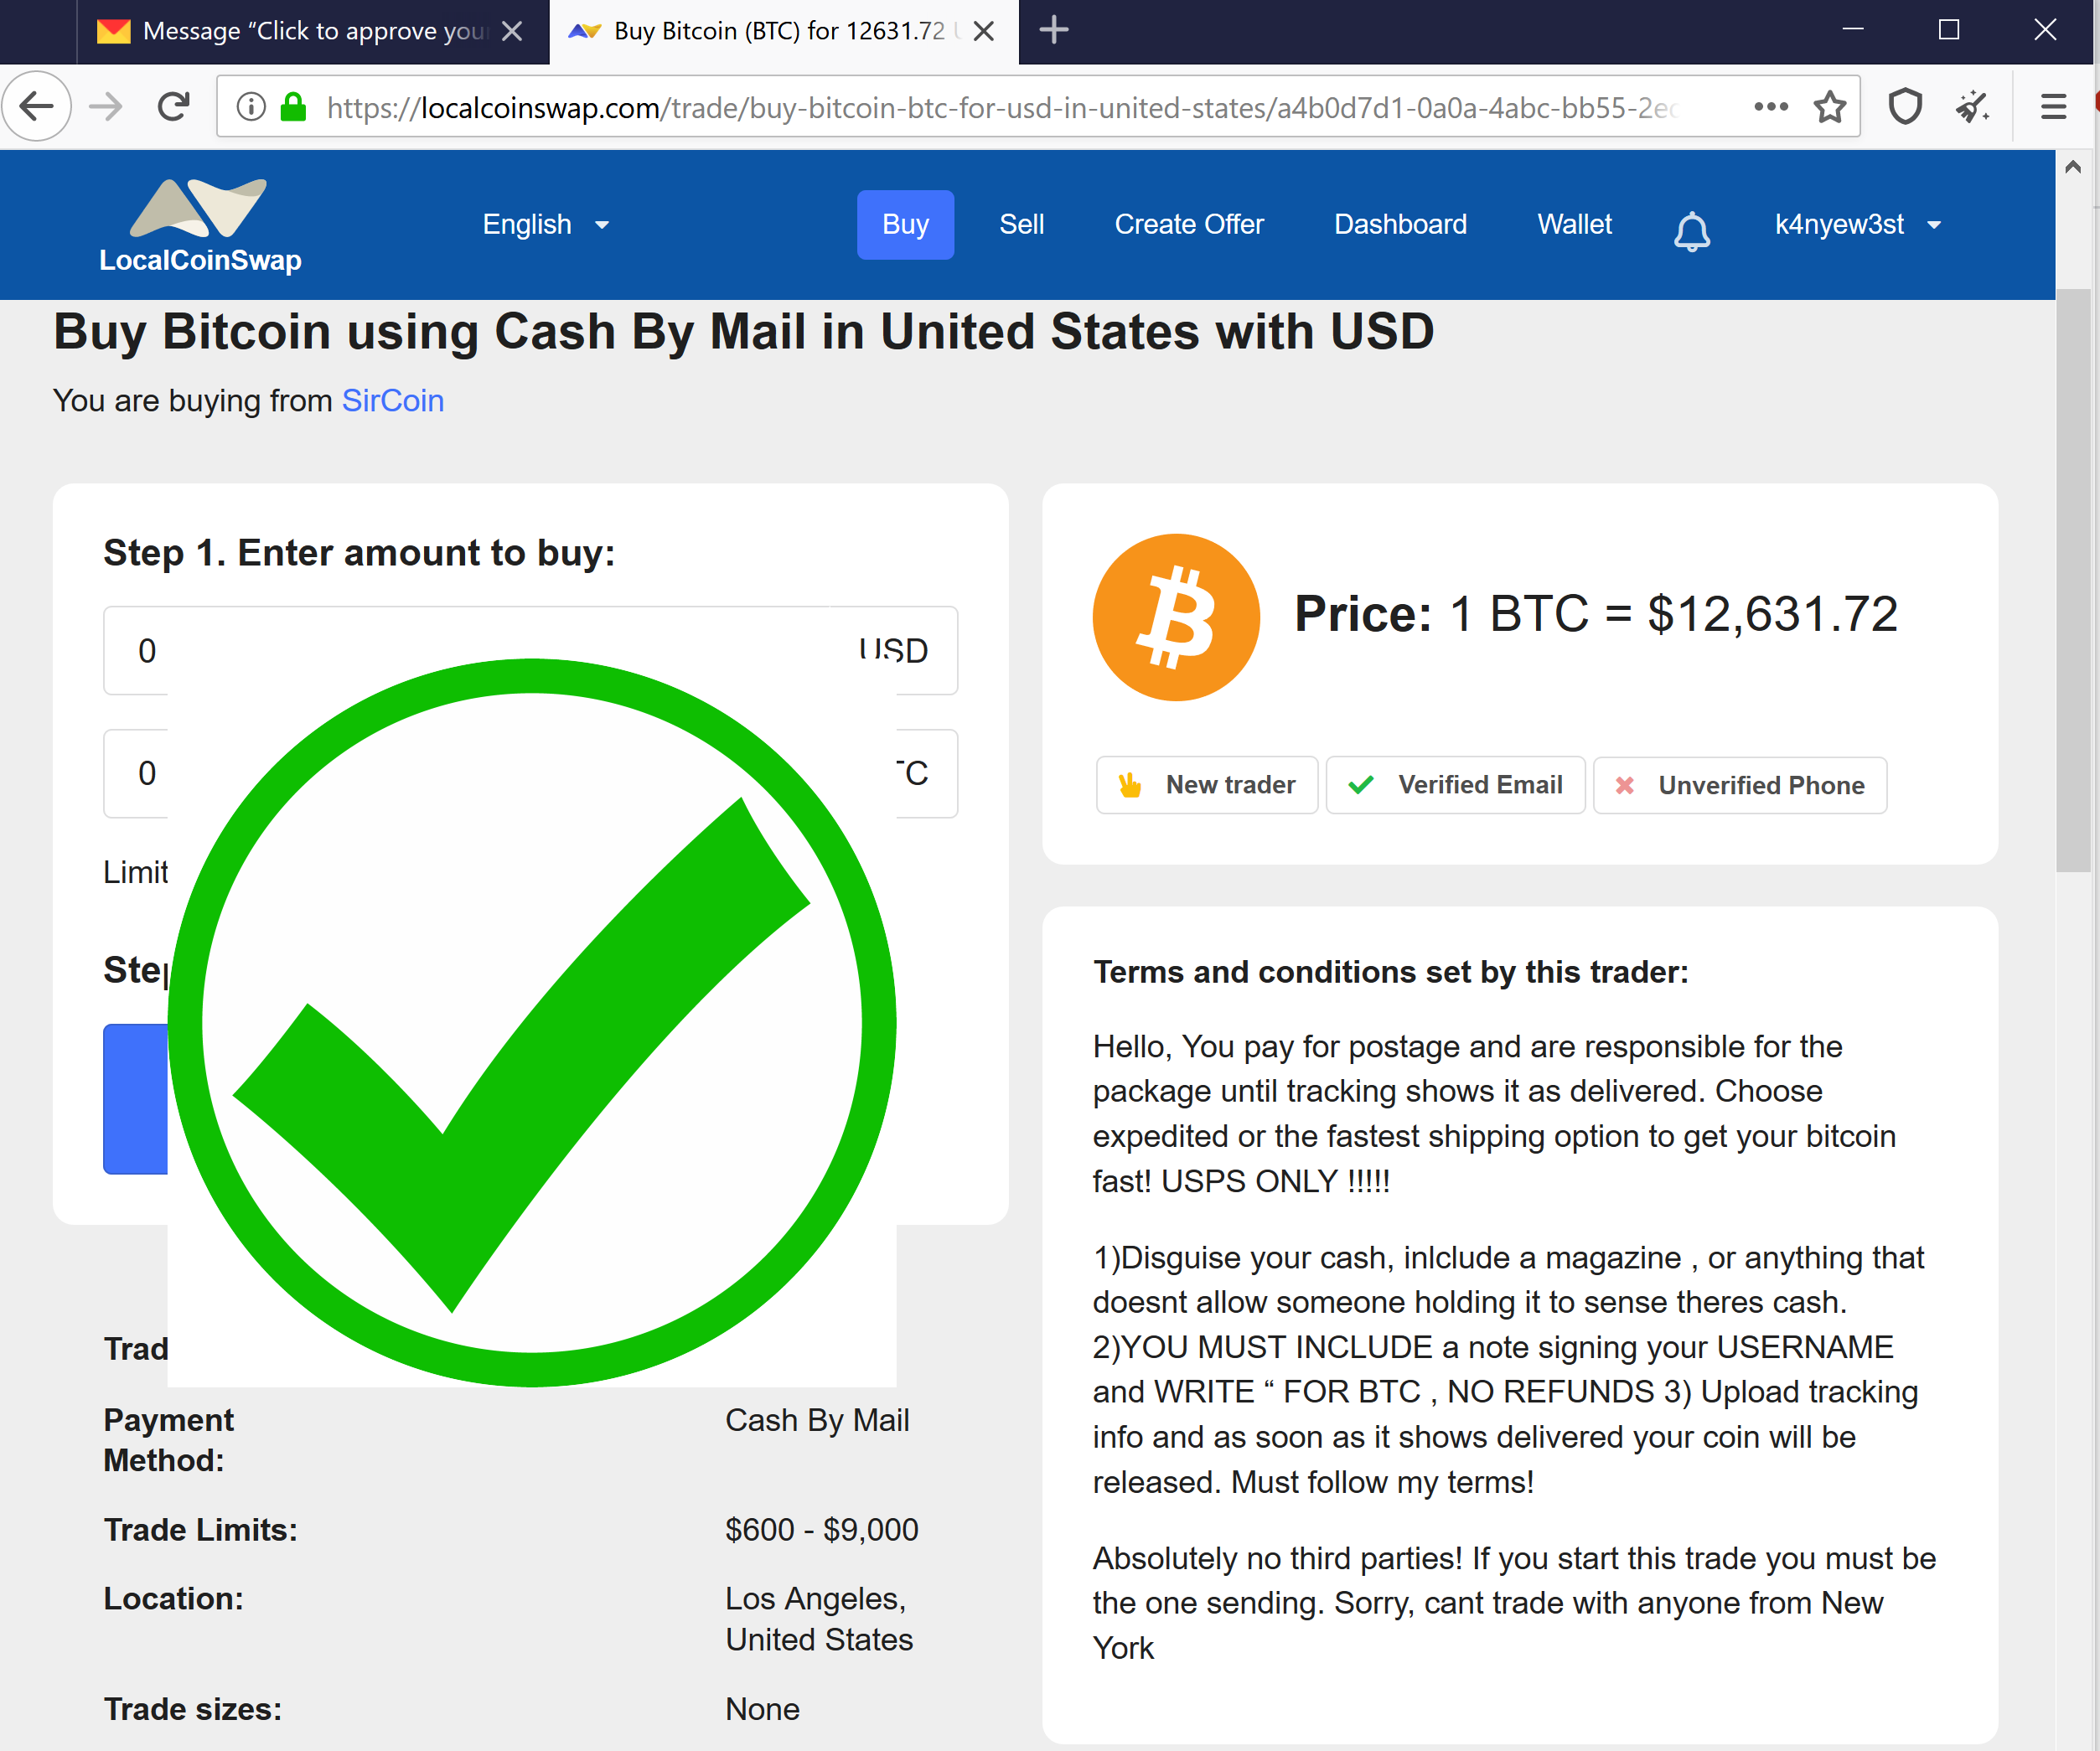 Message “Click to approve your
Buy Bitcoin (BTC) for 12631.72
https://localcoinswap.com/trade/buy-bitcoin-btc-for-usd-in-united-states/a4b0d7d1-0a0a-4abc-bb55-2ec
LocalCoinSwap
English
Buy
Sell
Create Offer
Dashboard
Wallet
k4nyew3st
Buy Bitcoin using Cash By Mail in United States with USD
You are buying from SirCoin
Step 1. Enter amount to buy:
0 USD
0 TC
Limit
Step
Trad
Payment Method:
Cash By Mail
Trade Limits:
$600 - $9,000
Location:
Los Angeles,
United States
Trade sizes:
None
Price: 1 BTC = $12,631.72
New trader
Verified Email
Unverified Phone
Terms and conditions set by this trader:
Hello, You pay for postage and are responsible for the
package until tracking shows it as delivered. Choose
expedited or the fastest shipping option to get your bitcoin
fast! USPS ONLY !!!!!
1)Disguise your cash, inlclude a magazine , or anything that
doesnt allow someone holding it to sense theres cash.
2)YOU MUST INCLUDE a note signing your USERNAME
and WRITE “ FOR BTC , NO REFUNDS 3) Upload tracking
info and as soon as it shows delivered your coin will be
released. Must follow my terms!
Absolutely no third parties! If you start this trade you must be
the one sending. Sorry, cant trade with anyone from New
York